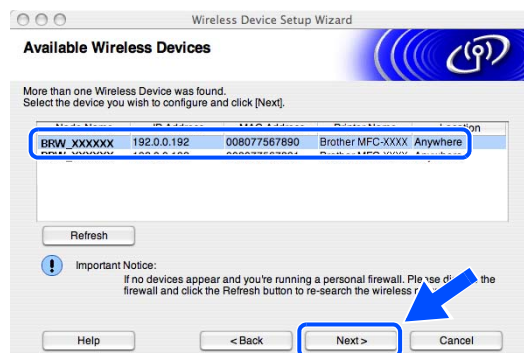 Wireless Device Setup Wizard
Available Wireless Devices
More than one Wireless Device was found.
Select the device you wish to configure and click [Next].
BRW_XXXXXX 192.0.0.192 008077567890 Brother MFC-XXXX Anywhere
Refresh
Important Notice:
If no devices appear and you're running a personal firewall. Please the
firewall and click the Refresh button to re-search the wireless
Help < Back Next > Cancel